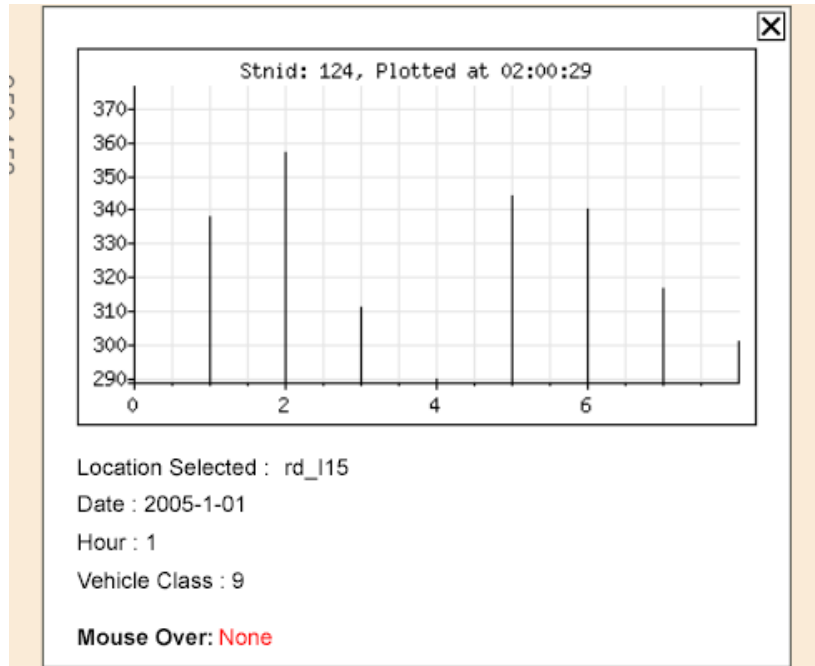 Stnid: 124, Plotted at 02:00:29
370
360
350
340
330
320
310
300
290
0 2 4 6
Location Selected : rd_I15
Date : 2005-1-01
Hour : 1
Vehicle Class : 9
Mouse Over: None